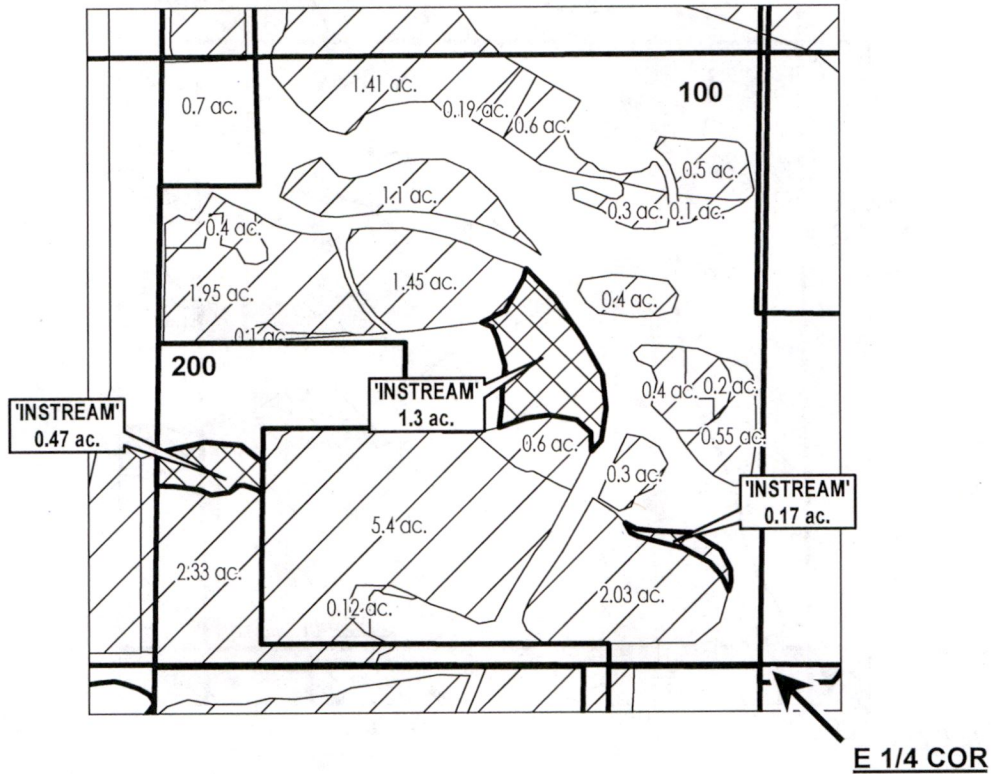 100
1.41 ac.
0.7 ac.
0.19 ac.
0.6 ac.
0.5 ac.
1.1 ac.
0.3 ac.
0.1 ac.
0.4 ac.
1.45 ac.
1.95 ac.
0.4 ac.
0.1 ac.
200
'INSTREAM'
1.3 ac.
0.4 ac.
0.2 ac.
'INSTREAM'
0.47 ac.
0.6 ac.
0.55 ac.
0.3 ac.
'INSTREAM'
0.17 ac.
5.4 ac.
2.33 ac.
0.12 ac.
2.03 ac.
E 1/4 COR